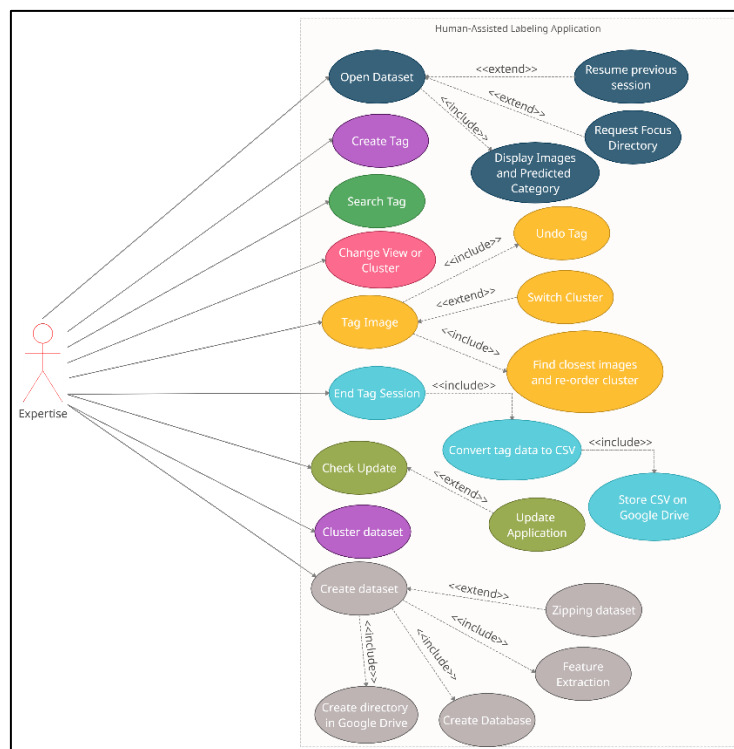 Human-Assisted Labeling Application
Open Dataset
<<extend>>
Resume previous
session
<<extend>>
Request Focus
Directory
<<include>>
Display Images
and Predicted
Category
Create Tag
Search Tag
Change View or
Cluster
<<include>>
Undo Tag
Tag Image
<<extend>>
Switch Cluster
<<include>>
Find closest images
and re-order cluster
Expertise
End Tag Session
<<include>>
Convert tag data to CSV
<<include>>
Store CSV on
Google Drive
Check Update
<<extend>>
Update
Application
Cluster dataset
Create dataset
<<extend>>
Zipping dataset
<<include>>
Feature
Extraction
<<include>>
Create directory
in Google Drive
<<include>>
Create Database